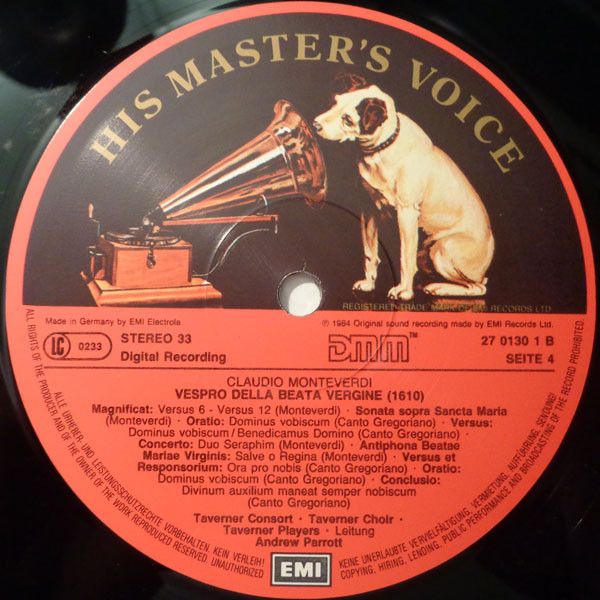 HIS MASTER'S VOICE
REGISTERED TRADE MARK OF EMI RECORDS LTD
Made in Germany by EMI Electrola
℗ 1984 Original sound recording made by EMI Records Ltd.
LC 0233
STEREO 33
Digital Recording
DMM™
27 0130 1 B
SEITE 4
CLAUDIO MONTEVERDI
VESPRO DELLA BEATA VERGINE (1610)
Magnificat: Versus 6 - Versus 12 (Monteverdi) · Sonata sopra Sancta Maria
(Monteverdi) · Oratio: Dominus vobiscum (Canto Gregoriano) · Versus:
Dominus vobiscum / Benedicamus Domino (Canto Gregoriano) ·
Concerto: Duo Seraphim (Monteverdi) · Antiphona Beatae
Mariae Virginis: Salve o Regina (Monteverdi) · Versus et
Responsorium: Ora pro nobis (Canto Gregoriano) · Oratio:
Dominus vobiscum (Canto Gregoriano) · Conclusio:
Divinum auxilium maneat semper nobiscum
(Canto Gregoriano)
Taverner Consort · Taverner Choir ·
Taverner Players · Leitung
Andrew Parrott
EMI
ALLE URHEBER- UND LEISTUNGSSCHUTZRECHTE VORBEHALTEN. KEIN VERLEIH! KEINE UNERLAUBTE VERVIELFÄLTIGUNG, VERMIETUNG, AUFFÜHRUNG, SENDUNG!
ALL RIGHTS OF THE PRODUCER AND OF THE OWNER OF THE WORK REPRODUCED RESERVED. UNAUTHORIZED COPYING, HIRING, LENDING, PUBLIC PERFORMANCE AND BROADCASTING OF THE RECORD PROHIBITED.